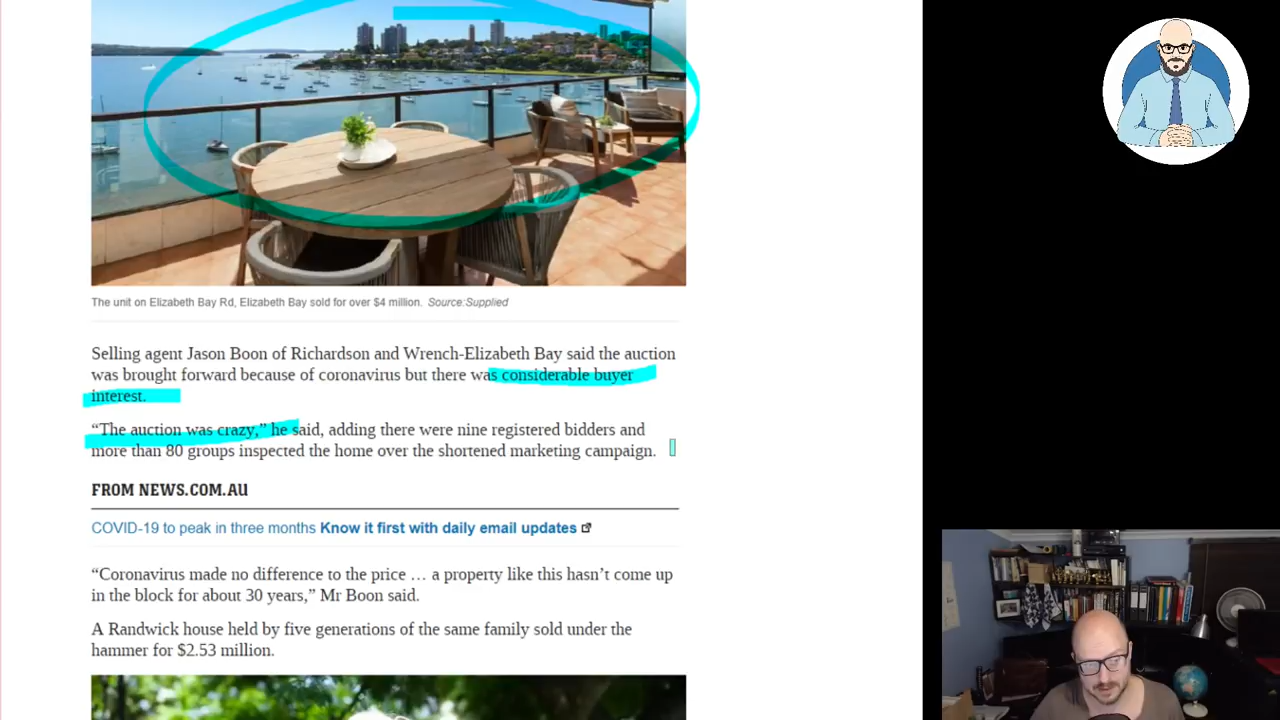 The unit on Elizabeth Bay Rd, Elizabeth Bay sold for over $4 million. Source:Supplied
Selling agent Jason Boon of Richardson and Wrench-Elizabeth Bay said the auction
was brought forward because of coronavirus but there was considerable buyer
interest.
“The auction was crazy,” he said, adding there were nine registered bidders and
more than 80 groups inspected the home over the shortened marketing campaign.
FROM NEWS.COM.AU
COVID-19 to peak in three months Know it first with daily email updates
“Coronavirus made no difference to the price … a property like this hasn’t come up
in the block for about 30 years,” Mr Boon said.
A Randwick house held by five generations of the same family sold under the
hammer for $2.53 million.